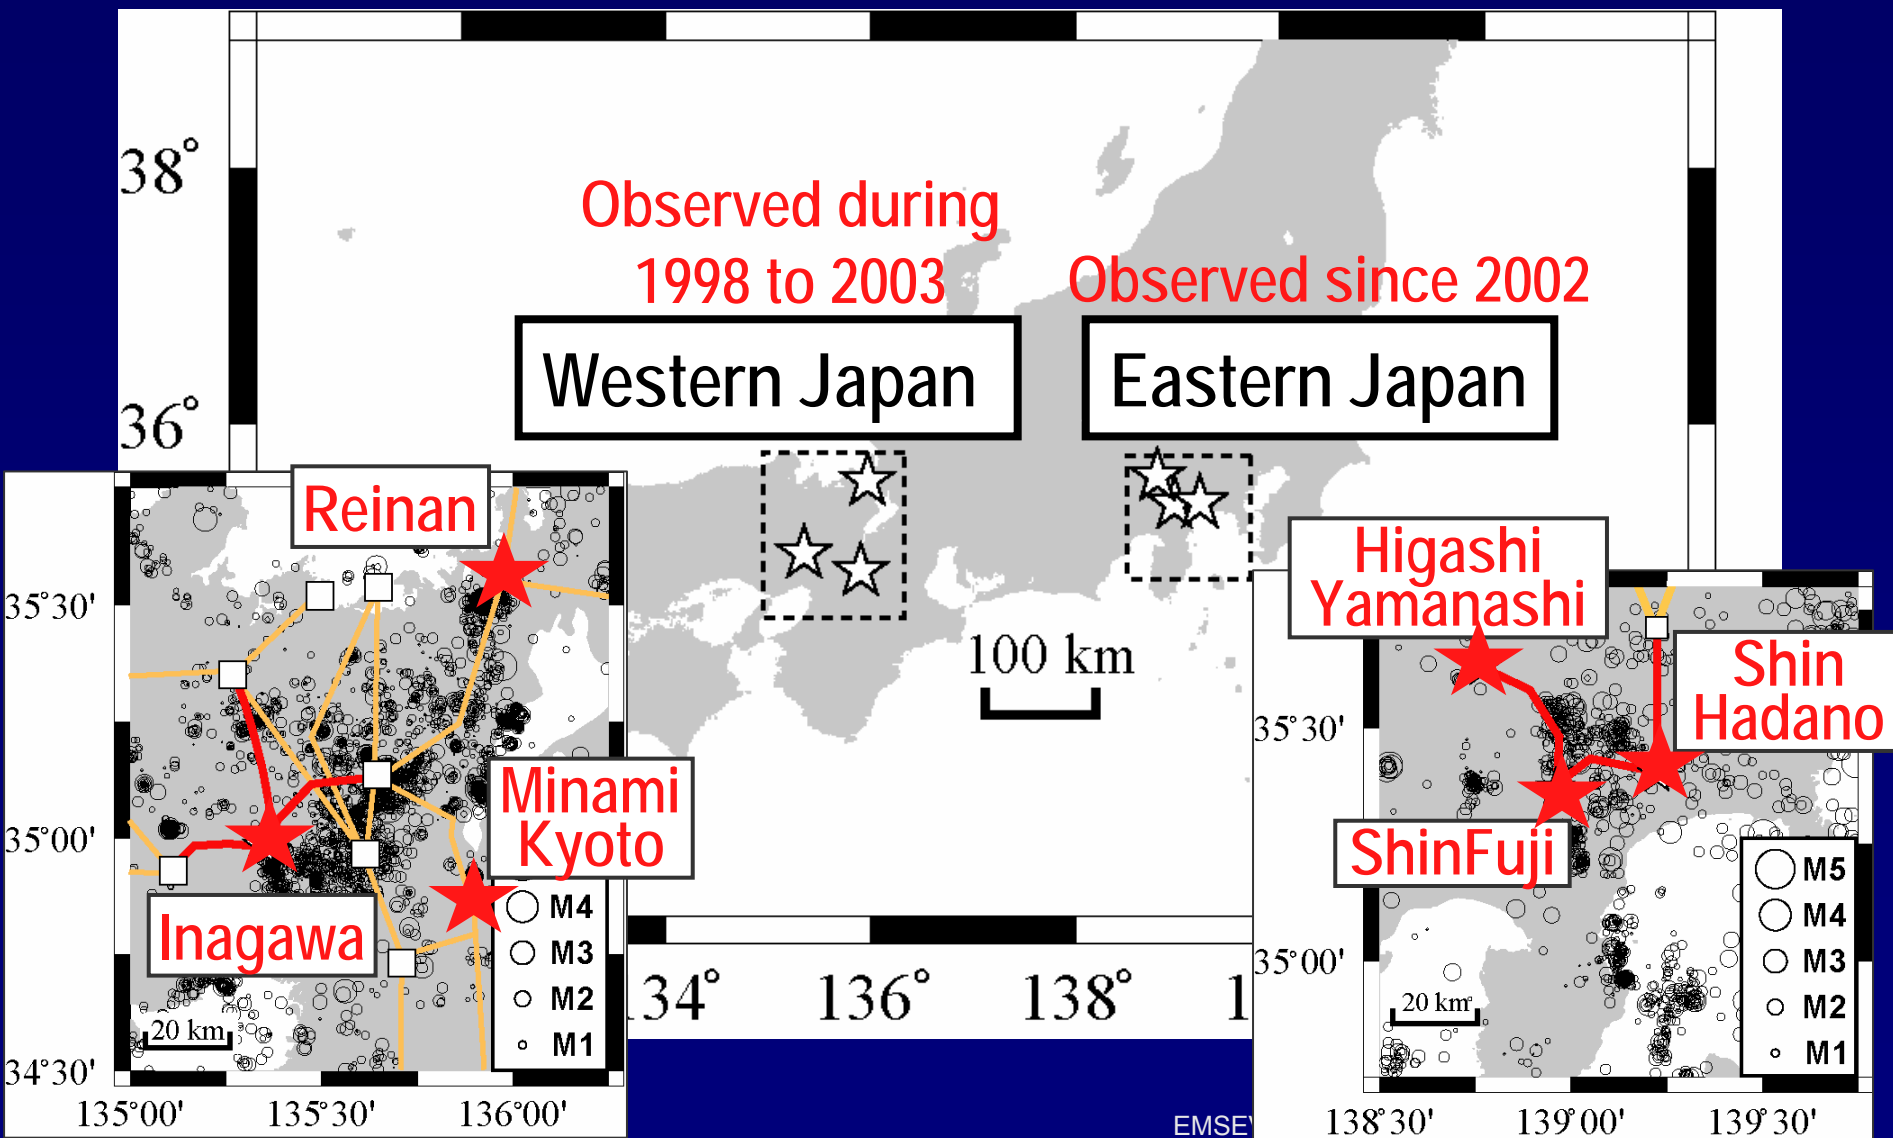 38°
Observed during
1998 to 2003
Observed since 2002
Western Japan
Eastern Japan
36°
100 km
34°
136°
138°
1
Reinan
Minami
Kyoto
Inagawa
35°30'
35°00'
34°30'
M4
M3
M2
M1
20 km
135°00'
135°30'
136°00'
Higashi
Yamanashi
Shin
Hadano
ShinFuji
35°30'
35°00'
M5
M4
M3
M2
M1
20 km
138°30'
139°00'
139°30'